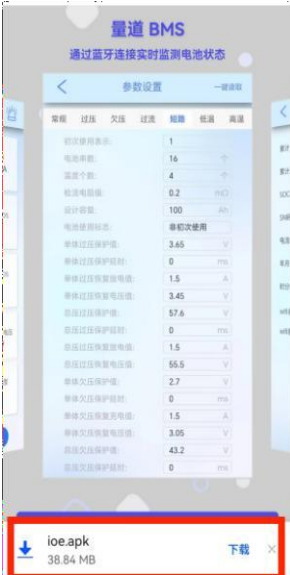 量道 BMS
通过蓝牙连接实时监测电池状态
参数设置 一键读取
常规 过压 欠压 过流 短路 低温 高温
初次使用表示: 1
电池串数: 16 个
温度个数: 4 个
检流电阻值: 0.2 mΩ
设计容量: 100 Ah
电池使用标志: 非初次使用
单体过压保护值: 3.65 V
单体过压保护延时: 0 ms
单体过压恢复放电值: 1.5 A
单体过压恢复电压值: 3.45 V
总压过压保护值: 57.6 V
总压过压保护延时: 0 ms
总压过压恢复放电值: 1.5 A
总压过压恢复电压值: 55.5 V
单体欠压保护值: 2.7 V
单体欠压保护延时: 0 ms
单体欠压恢复充电值: 1.5 A
单体欠压恢复电压值: 3.05 V
总压欠压保护值: 43.2 V
总压欠压保护延时: 0 ms
ioe.apk
38.84 MB
下载